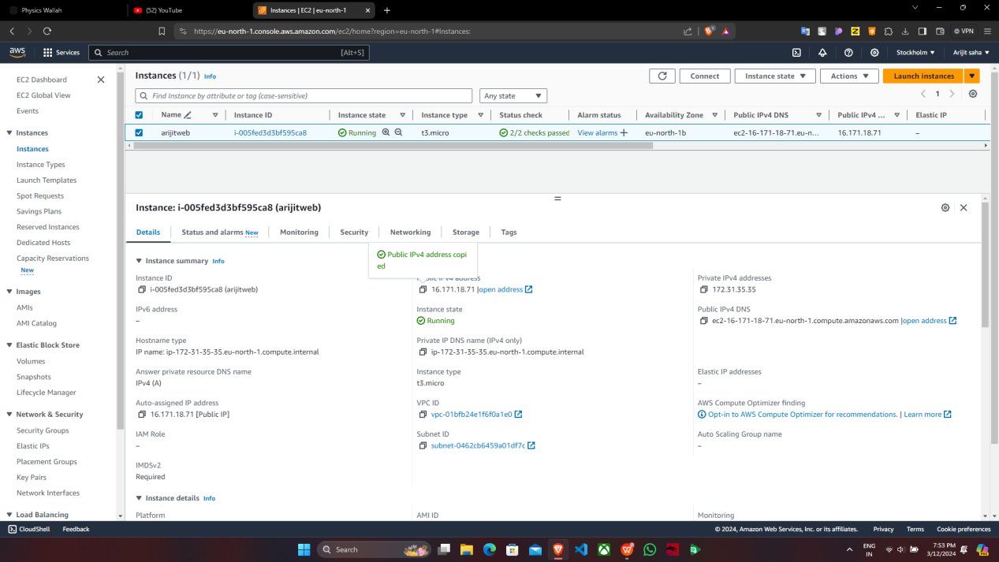 Physics Wallah
(52) YouTube
Instances | EC2 | eu-north-1
https://eu-north-1.console.aws.amazon.com/ec2/home?region=eu-north-1#Instances:
VPN
aws
Services
Search
[Alt+S]
Stockholm
Arijit saha
EC2 Dashboard
EC2 Global View
Events
Instances
Instances
Instance Types
Launch Templates
Spot Requests
Savings Plans
Reserved Instances
Dedicated Hosts
Capacity Reservations
New
Images
AMIs
AMI Catalog
Elastic Block Store
Volumes
Snapshots
Lifecycle Manager
Network & Security
Security Groups
Elastic IPs
Placement Groups
Key Pairs
Network Interfaces
Load Balancing
Instances (1/1) Info
Connect
Instance state
Actions
Launch instances
Find Instance by attribute or tag (case-sensitive)
Any state
1
Name
Instance ID
Instance state
Instance type
Status check
Alarm status
Availability Zone
Public IPv4 DNS
Public IPv4 ...
Elastic IP
arijitweb
i-005fed3d3bf595ca8
Running
t3.micro
2/2 checks passed
View alarms
eu-north-1b
ec2-16-171-18-71.eu-n...
16.171.18.71
–
Instance: i-005fed3d3bf595ca8 (arijitweb)
Details
Status and alarms New
Monitoring
Security
Networking
Storage
Tags
Public IPv4 address copi
ed
Instance summary Info
Instance ID
i-005fed3d3bf595ca8 (arijitweb)
Public IPv4 address
16.171.18.71 |open address
Private IPv4 addresses
172.31.35.35
IPv6 address
–
Instance state
Running
Public IPv4 DNS
ec2-16-171-18-71.eu-north-1.compute.amazonaws.com |open address
Hostname type
IP name: ip-172-31-35-35.eu-north-1.compute.internal
Private IP DNS name (IPv4 only)
ip-172-31-35-35.eu-north-1.compute.internal
Answer private resource DNS name
IPv4 (A)
Instance type
t3.micro
Elastic IP addresses
–
Auto-assigned IP address
16.171.18.71 [Public IP]
VPC ID
vpc-01bfb24e1f6f0a1e0
AWS Compute Optimizer finding
Opt-in to AWS Compute Optimizer for recommendations. | Learn more
IAM Role
–
Subnet ID
subnet-0462cb6459a01df7c
Auto Scaling Group name
–
IMDSv2
Required
Instance details Info
Platform
AMI ID
Monitoring
CloudShell
Feedback
© 2024, Amazon Web Services, Inc. or its affiliates.
Privacy
Terms
Cookie preferences
Search
ENG
IN
7:53 PM
3/12/2024